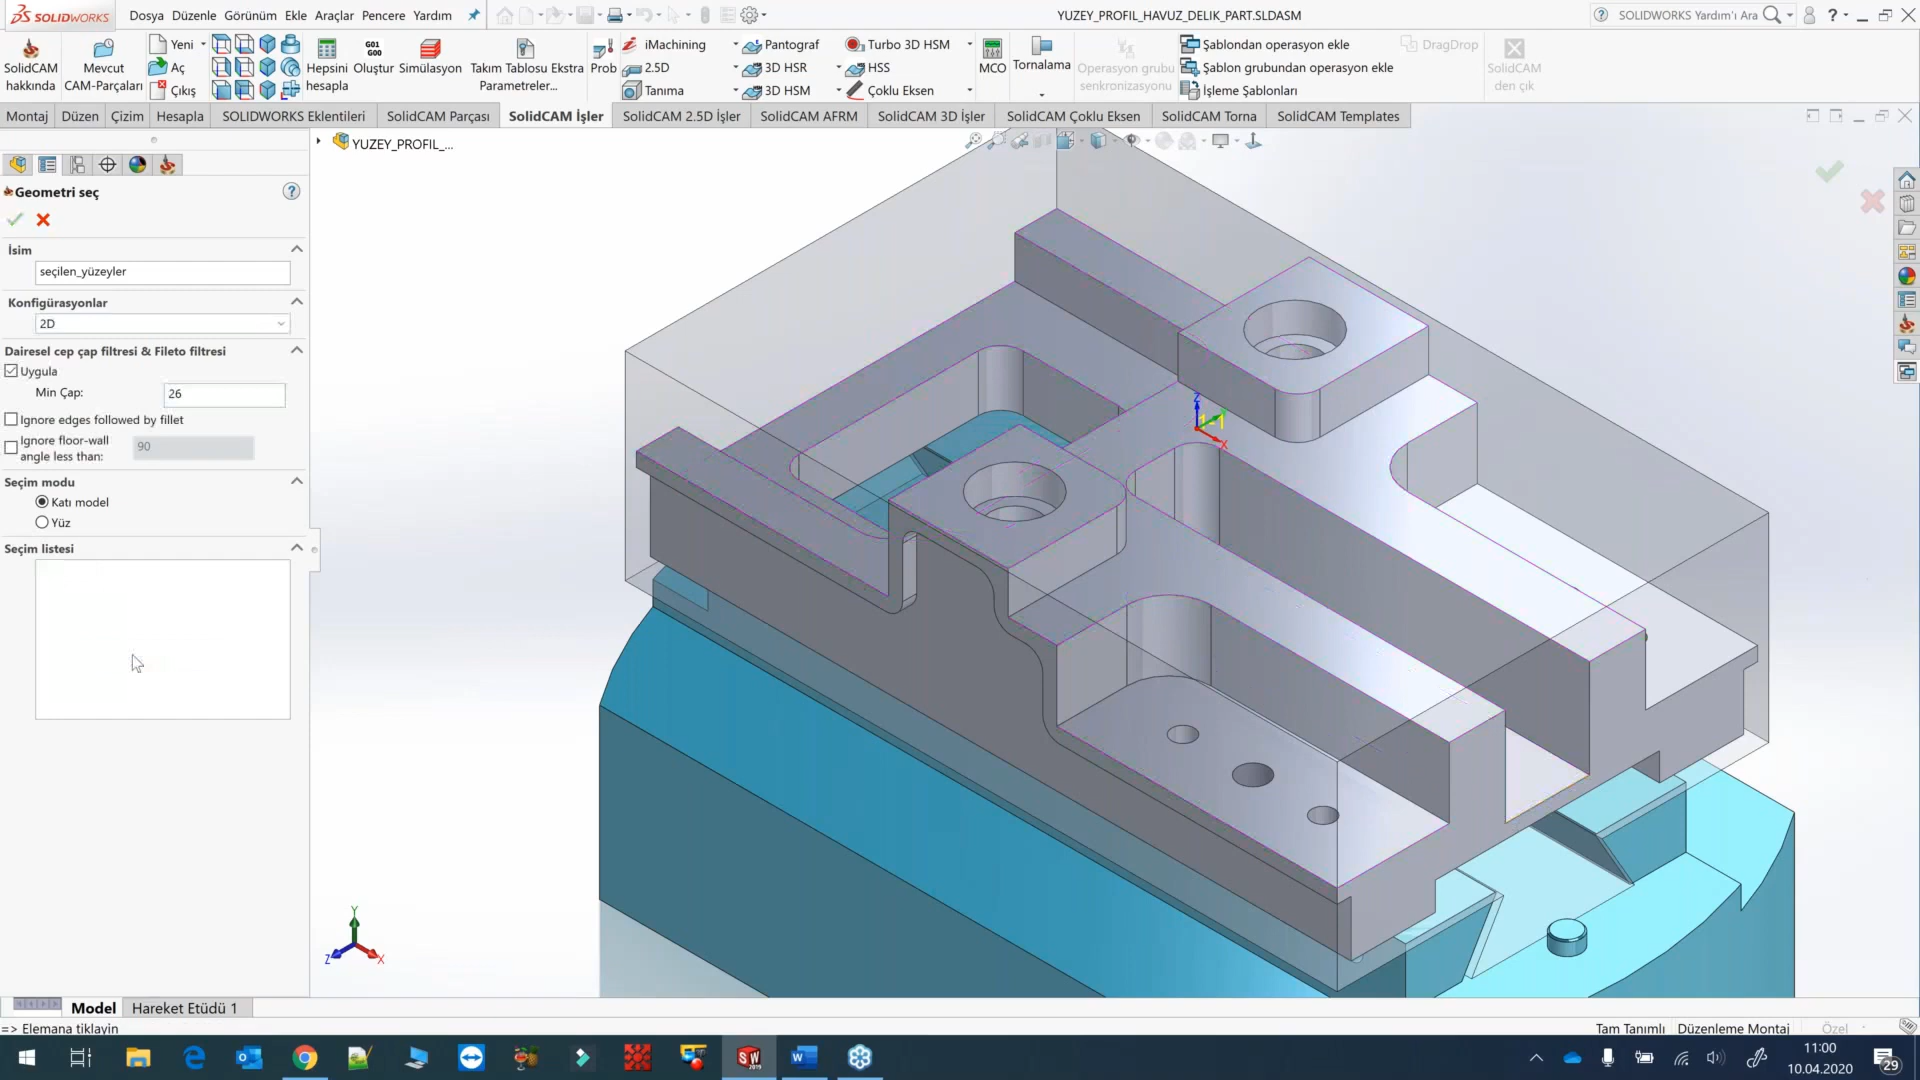 SOLIDWORKS
Dosya Düzenle Görünüm Ekle Araçlar Pencere Yardım
YUZEY_PROFIL_HAVUZ_DELIK_PART.SLDASM
SOLIDWORKS Yardım'ı Ara
SolidCAM hakkında
Mevcut CAM-Parçaları
Yeni
Aç
Çıkış
Hepsini hesapla
G01 G00
Oluştur
Simülasyon
Takım Tablosu Ekstra Parametreler...
Prob
iMachining
2.5D
Tanıma
Pantograf
3D HSR
3D HSM
Turbo 3D HSM
HSS
Çoklu Eksen
MCO
Tornalama
Operasyon grubu senkronizasyonu
Şablondan operasyon ekle
Şablon grubundan operasyon ekle
İşleme Şablonları
DragDrop
SolidCAM den çık
Montaj Düzen Çizim Hesapla SOLIDWORKS Eklentileri SolidCAM Parçası SolidCAM İşler SolidCAM 2.5D İşler SolidCAM AFRM SolidCAM 3D İşler SolidCAM Çoklu Eksen SolidCAM Torna SolidCAM Templates
YUZEY_PROFIL_...
Geometri seç
İsim
seçilen_yüzeyler
Konfigürasyonlar
2D
Dairesel cep çap filtresi & Fileto filtresi
Uygula
Min Çap: 26
Ignore edges followed by fillet
Ignore floor-wall angle less than: 90
Seçim modu
Katı model
Yüz
Seçim listesi
Z
1-1
X
Y
Z
X
Model Hareket Etüdü 1
=> Elemana tiklayin
Tam Tanımlı Düzenleme Montaj Özel
11:00
10.04.2020
29